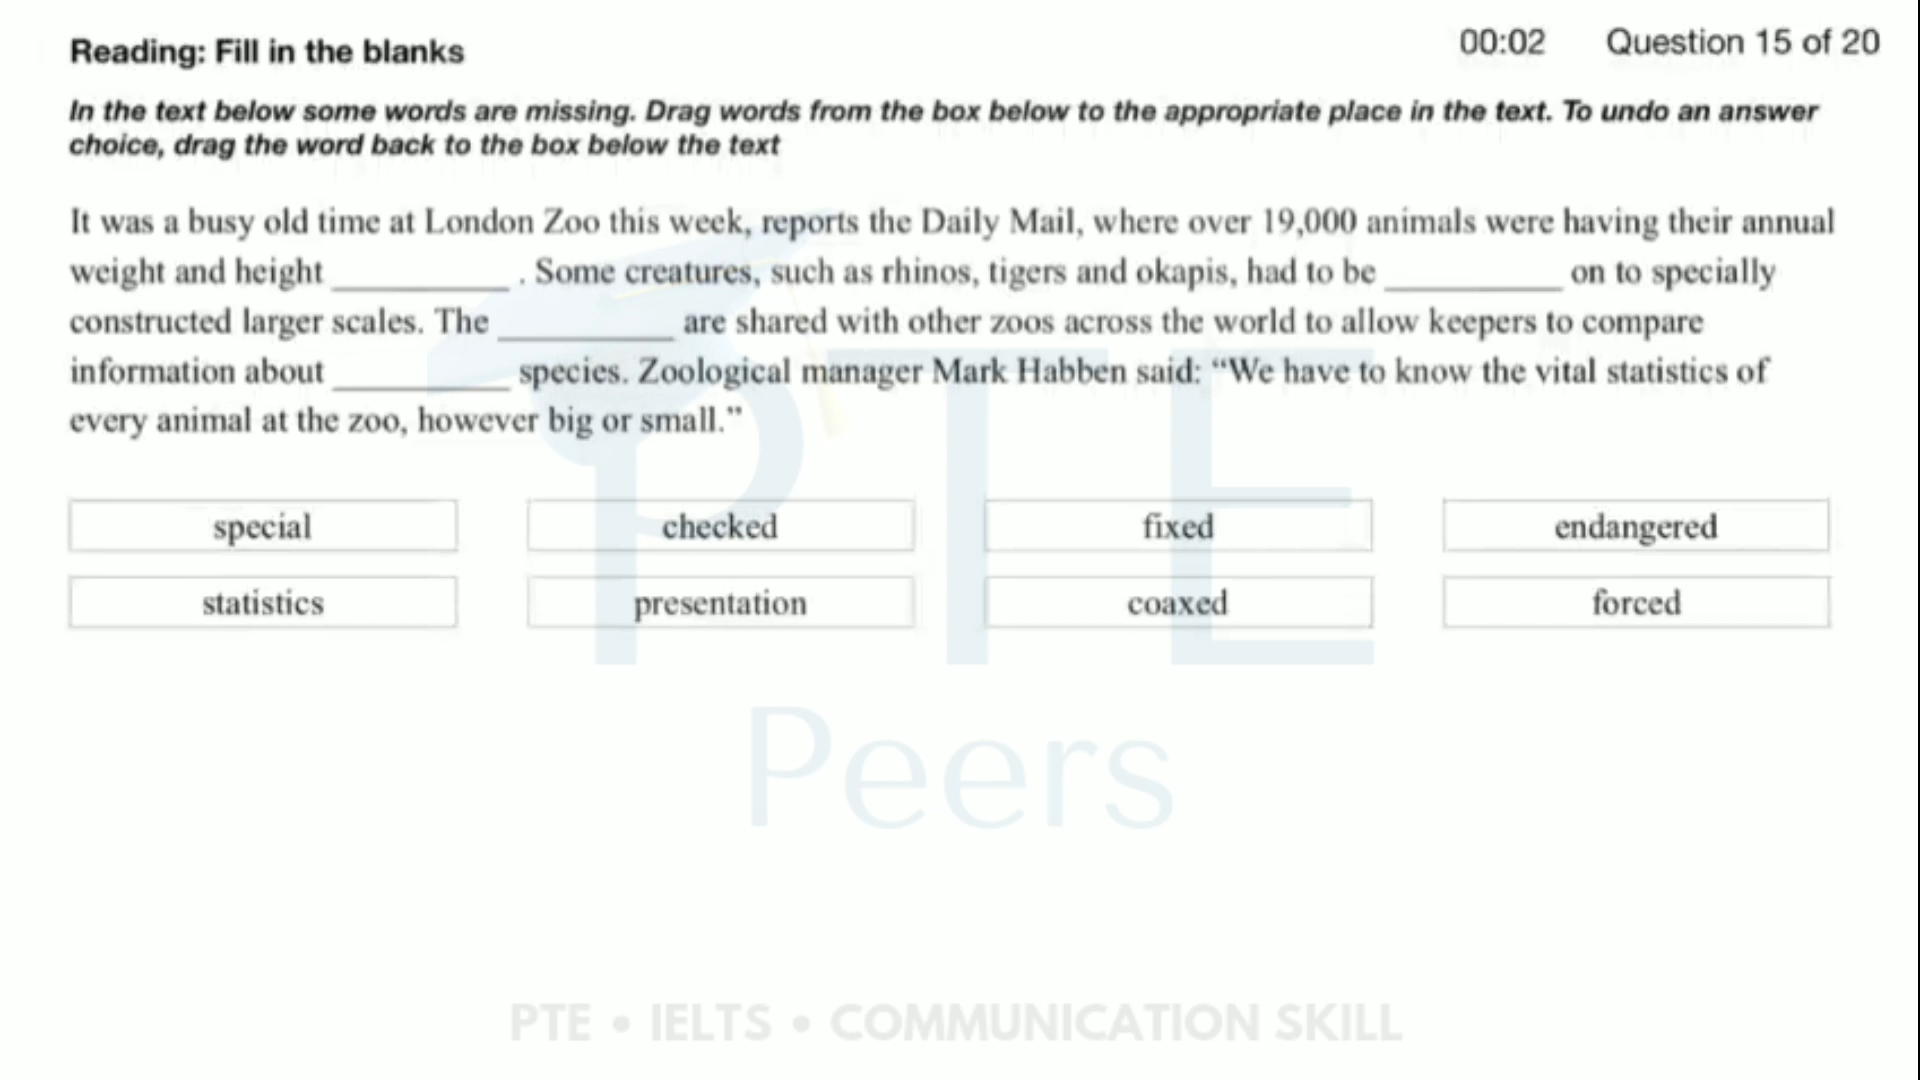 Reading: Fill in the blanks
00:02 Question 15 of 20
In the text below some words are missing. Drag words from the box below to the appropriate place in the text. To undo an answer
choice, drag the word back to the box below the text
It was a busy old time at London Zoo this week, reports the Daily Mail, where over 19,000 animals were having their annual
weight and height __________ . Some creatures, such as rhinos, tigers and okapis, had to be __________ on to specially
constructed larger scales. The __________ are shared with other zoos across the world to allow keepers to compare
information about __________ species. Zoological manager Mark Habben said: “We have to know the vital statistics of
every animal at the zoo, however big or small.”
special checked fixed endangered
statistics presentation coaxed forced
PTE
Peers
PTE • IELTS • COMMUNICATION SKILL